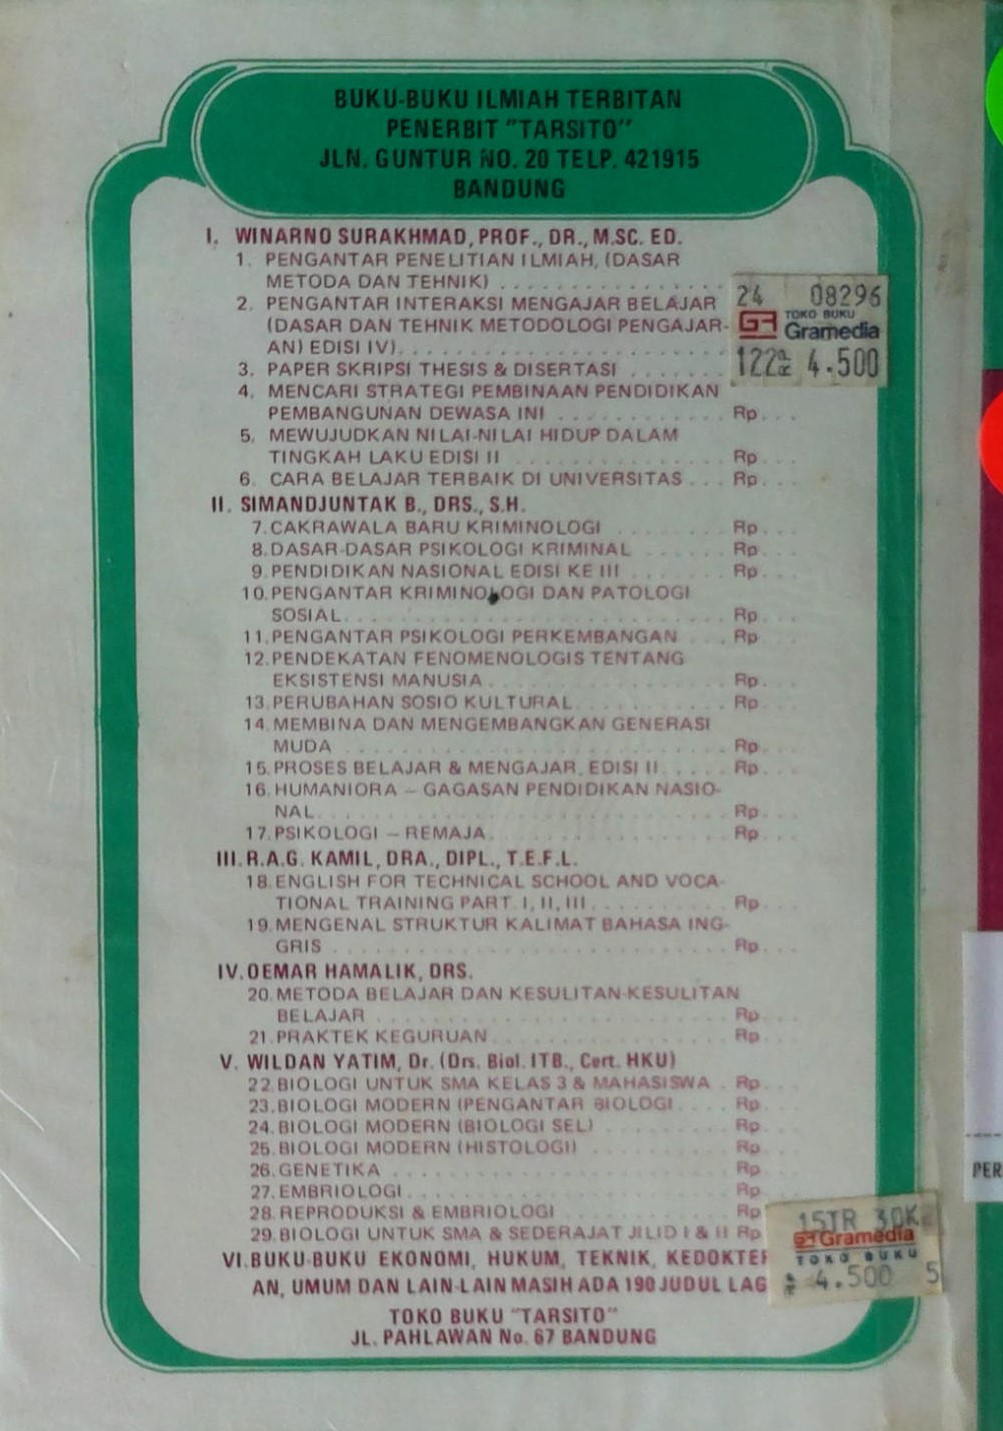 BUKU-BUKU ILMIAH TERBITAN
PENERBIT "TARSITO"
JLN. GUNTUR NO. 20 TELP. 421915
BANDUNG
I. WINARNO SURAKHMAD, PROF., DR., M.SC. ED.
1. PENGANTAR PENELITIAN ILMIAH, (DASAR
METODA DAN TEHNIK) . . . . . . . . . . . . . . . .
2. PENGANTAR INTERAKSI MENGAJAR BELAJAR
(DASAR DAN TEHNIK METODOLOGI PENGAJAR-
AN) EDISI IV). . . . . . . . . . . . . . . . . . . . . . .
3. PAPER SKRIPSI THESIS & DISERTASI . . . . . . .
4. MENCARI STRATEGI PEMBINAAN PENDIDIKAN
PEMBANGUNAN DEWASA INI . . . . . . . . . . . Rp. . . .
5. MEWUJUDKAN NILAI-NILAI HIDUP DALAM
TINGKAH LAKU EDISI II . . . . . . . . . . . . . . . Rp. . . .
6. CARA BELAJAR TERBAIK DI UNIVERSITAS . . . Rp. . . .
II. SIMANDJUNTAK B., DRS., S.H.
7. CAKRAWALA BARU KRIMINOLOGI . . . . . . . . Rp. . . .
8. DASAR-DASAR PSIKOLOGI KRIMINAL . . . . . . Rp. . . .
9. PENDIDIKAN NASIONAL EDISI KE III . . . . . . . Rp. . . .
10. PENGANTAR KRIMINOLOGI DAN PATOLOGI
SOSIAL. . . . . . . . . . . . . . . . . . . . . . . . . . . Rp. . . .
11. PENGANTAR PSIKOLOGI PERKEMBANGAN . . . Rp. . . .
12. PENDEKATAN FENOMENOLOGIS TENTANG
EKSISTENSI MANUSIA . . . . . . . . . . . . . . . . . Rp. . . .
13. PERUBAHAN SOSIO KULTURAL. . . . . . . . . . . Rp. . . .
14. MEMBINA DAN MENGEMBANGKAN GENERASI
MUDA . . . . . . . . . . . . . . . . . . . . . . . . . . . Rp. . . .
15. PROSES BELAJAR & MENGAJAR, EDISI II. . . . . Rp. . . .
16. HUMANIORA – GAGASAN PENDIDIKAN NASIO-
NAL. . . . . . . . . . . . . . . . . . . . . . . . . . . . . Rp. . . .
17. PSIKOLOGI – REMAJA. . . . . . . . . . . . . . . . . Rp. . . .
III. R.A.G. KAMIL, DRA., DIPL., T.E.F.L.
18. ENGLISH FOR TECHNICAL SCHOOL AND VOCA-
TIONAL TRAINING PART. I, II, III. . . . . . . . . . Rp. . . .
19. MENGENAL STRUKTUR KALIMAT BAHASA ING-
GRIS . . . . . . . . . . . . . . . . . . . . . . . . . . . . Rp. . . .
IV. OEMAR HAMALIK, DRS.
20. METODA BELAJAR DAN KESULITAN-KESULITAN
BELAJAR . . . . . . . . . . . . . . . . . . . . . . . . . Rp. . . .
21. PRAKTEK KEGURUAN. . . . . . . . . . . . . . . . . Rp. . . .
V. WILDAN YATIM, Dr. (Drs. Biol. ITB., Cert. HKU)
22. BIOLOGI UNTUK SMA KELAS 3 & MAHASISWA . Rp. . . .
23. BIOLOGI MODERN (PENGANTAR BIOLOGI . . . . Rp. . . .
24. BIOLOGI MODERN (BIOLOGI SEL) . . . . . . . . . Rp. . . .
25. BIOLOGI MODERN (HISTOLOGI) . . . . . . . . . . Rp. . . .
26. GENETIKA . . . . . . . . . . . . . . . . . . . . . . . . Rp. . . .
27. EMBRIOLOGI. . . . . . . . . . . . . . . . . . . . . . . Rp. . . .
28. REPRODUKSI & EMBRIOLOGI . . . . . . . . . . . . Rp
29. BIOLOGI UNTUK SMA & SEDERAJAT JILID I & II Rp
VI. BUKU-BUKU EKONOMI, HUKUM, TEKNIK, KEDOKTER
AN, UMUM DAN LAIN-LAIN MASIH ADA 190 JUDUL LAG
TOKO BUKU "TARSITO"
JL. PAHLAWAN No. 67 BANDUNG
24 08296
TOKO BUKU
Gramedia
4.500
PER
Gramedia
TOKO BUKU
4.500 5